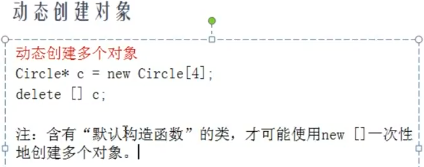 动态创建对象
动态创建多个对象
Circle* c = new Circle[4];
delete [] c;
注：含有“默认构造函数”的类，才可能使用new []一次性
地创建多个对象。